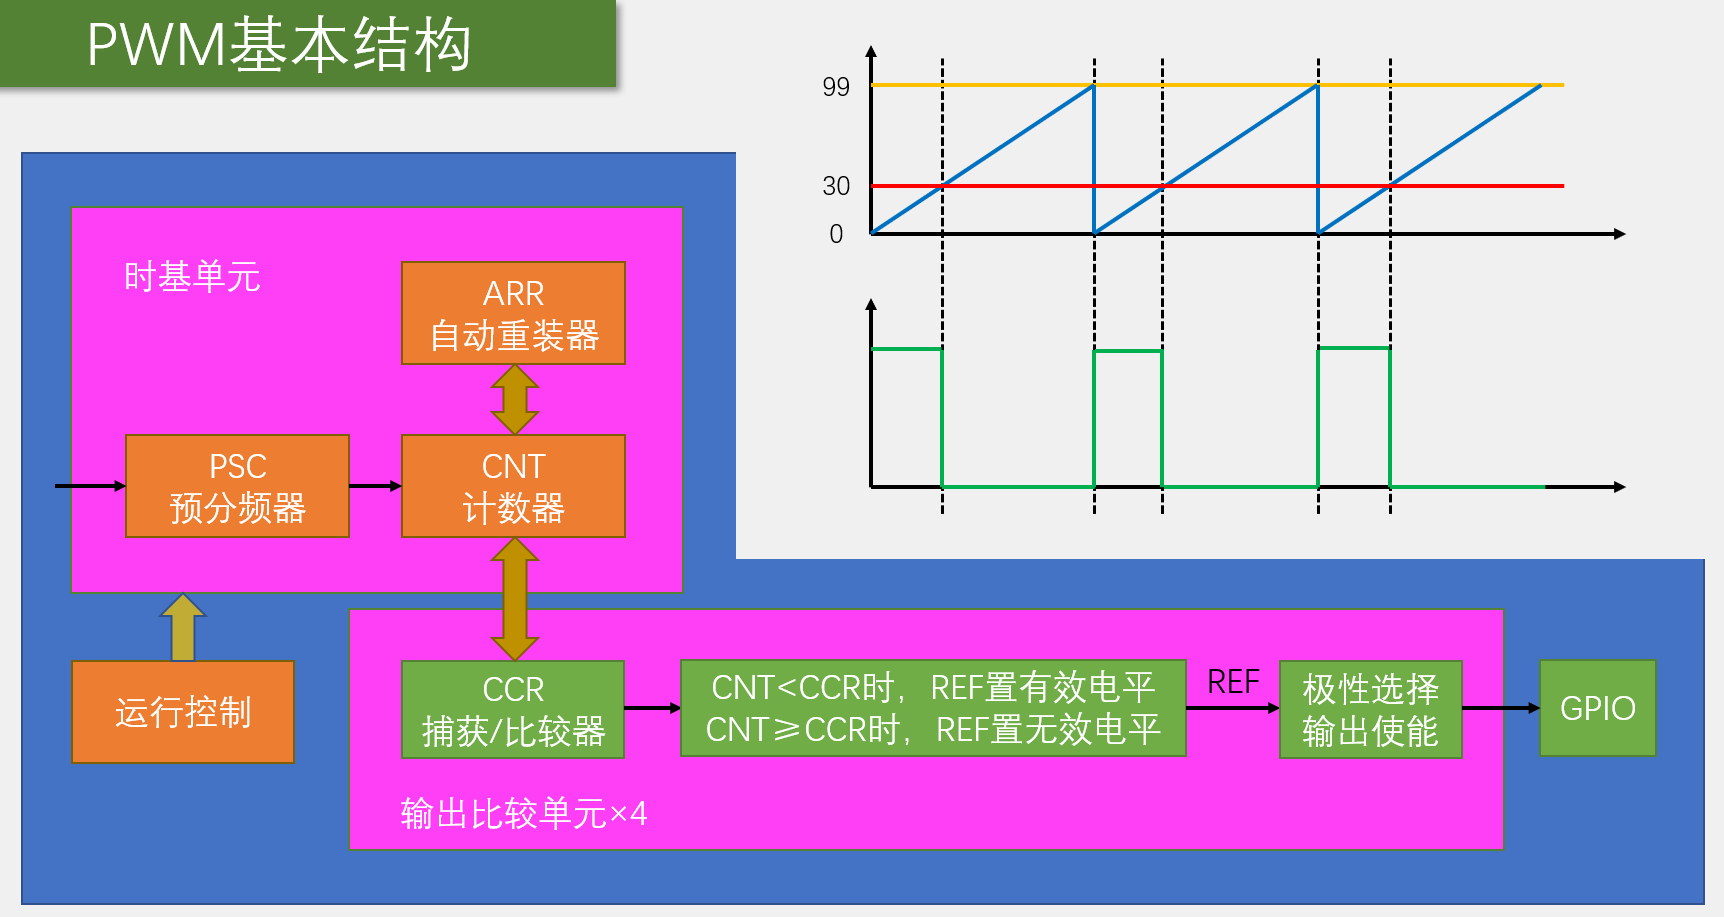 PWM基本结构
99
30
0
时基单元
ARR
自动重装器
PSC
预分频器
CNT
计数器
运行控制
CCR
捕获/比较器
CNT<CCR时，REF置有效电平
CNT≥CCR时，REF置无效电平
REF
极性选择
输出使能
GPIO
输出比较单元×4